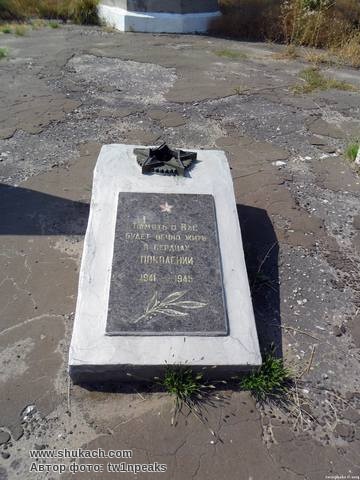 Память о Вас
будет вечно жить
в сердцах
поколений
1941 - 1945
www.shukach.com
Автор фото: tw1npeaks